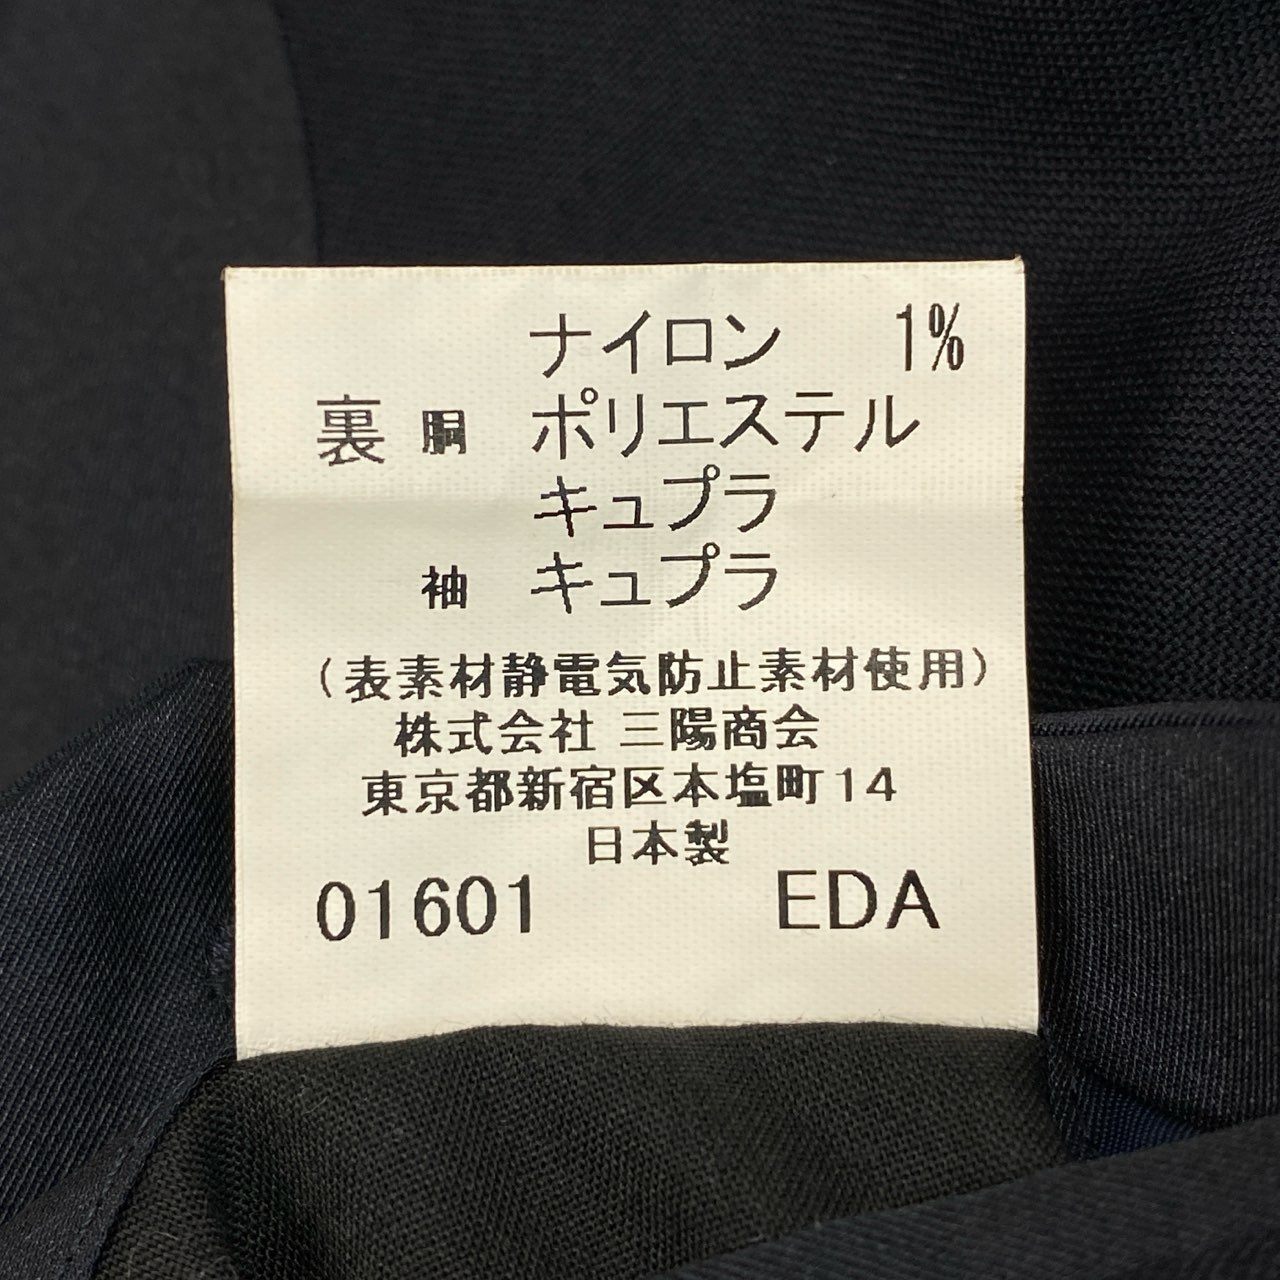 ナイロン 1%
裏 胴 ポリエステル
キュプラ
袖 キュプラ
(表素材静電気防止素材使用)
株式会社 三陽商会
東京都新宿区本塩町14
日本製
01601 EDA